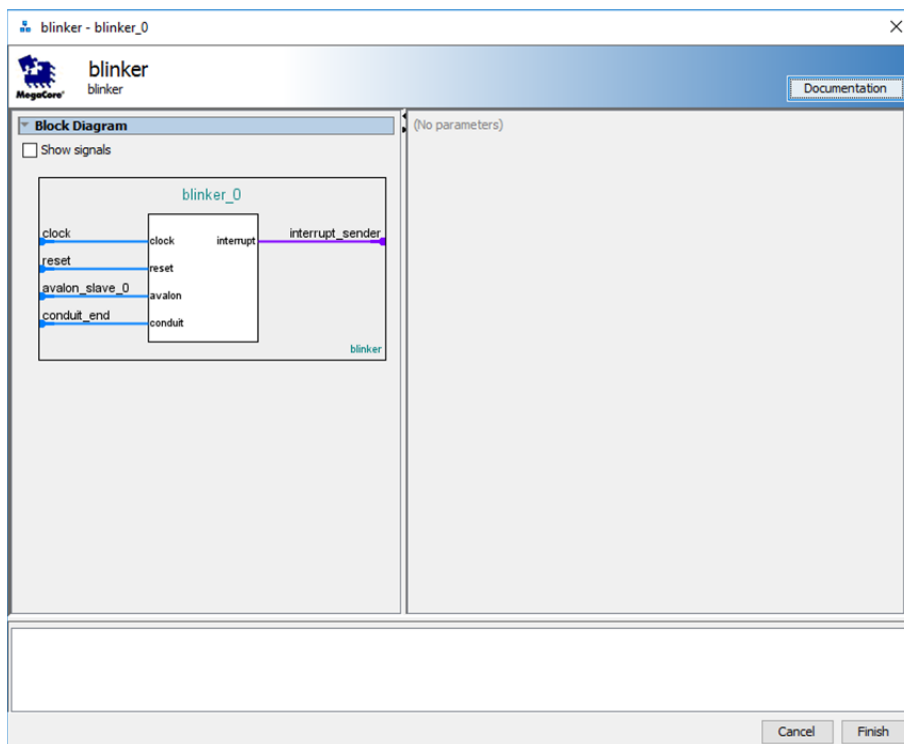 blinker - blinker_0
MegaCore®
blinker
blinker
Documentation
Block Diagram
Show signals
(No parameters)
blinker_0
clock
clock
interrupt
interrupt_sender
reset
reset
avalon_slave_0
avalon
conduit_end
conduit
blinker
Cancel
Finish